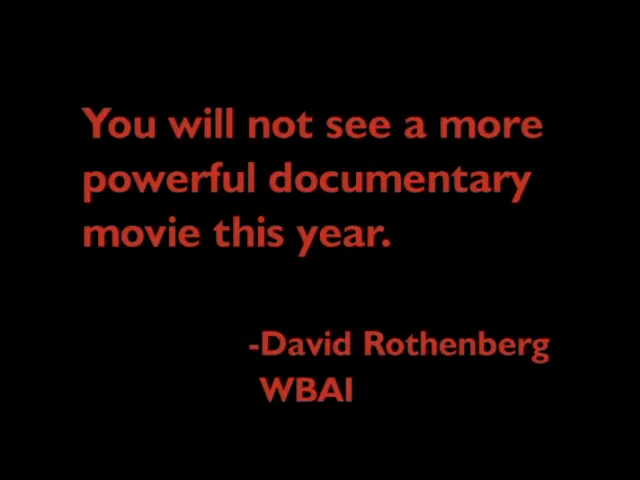 You will not see a more
powerful documentary
movie this year.
-David Rothenberg
WBAI